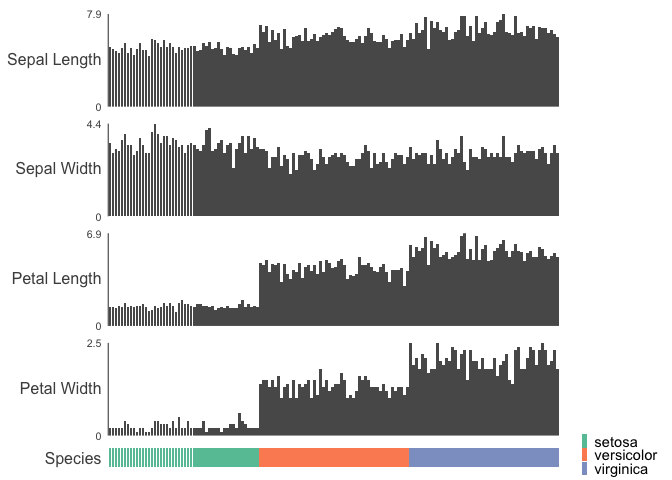 7.9
Sepal Length
0
4.4
Sepal Width
0
6.9
Petal Length
0
2.5
Petal Width
0
Species
setosa
versicolor
virginica